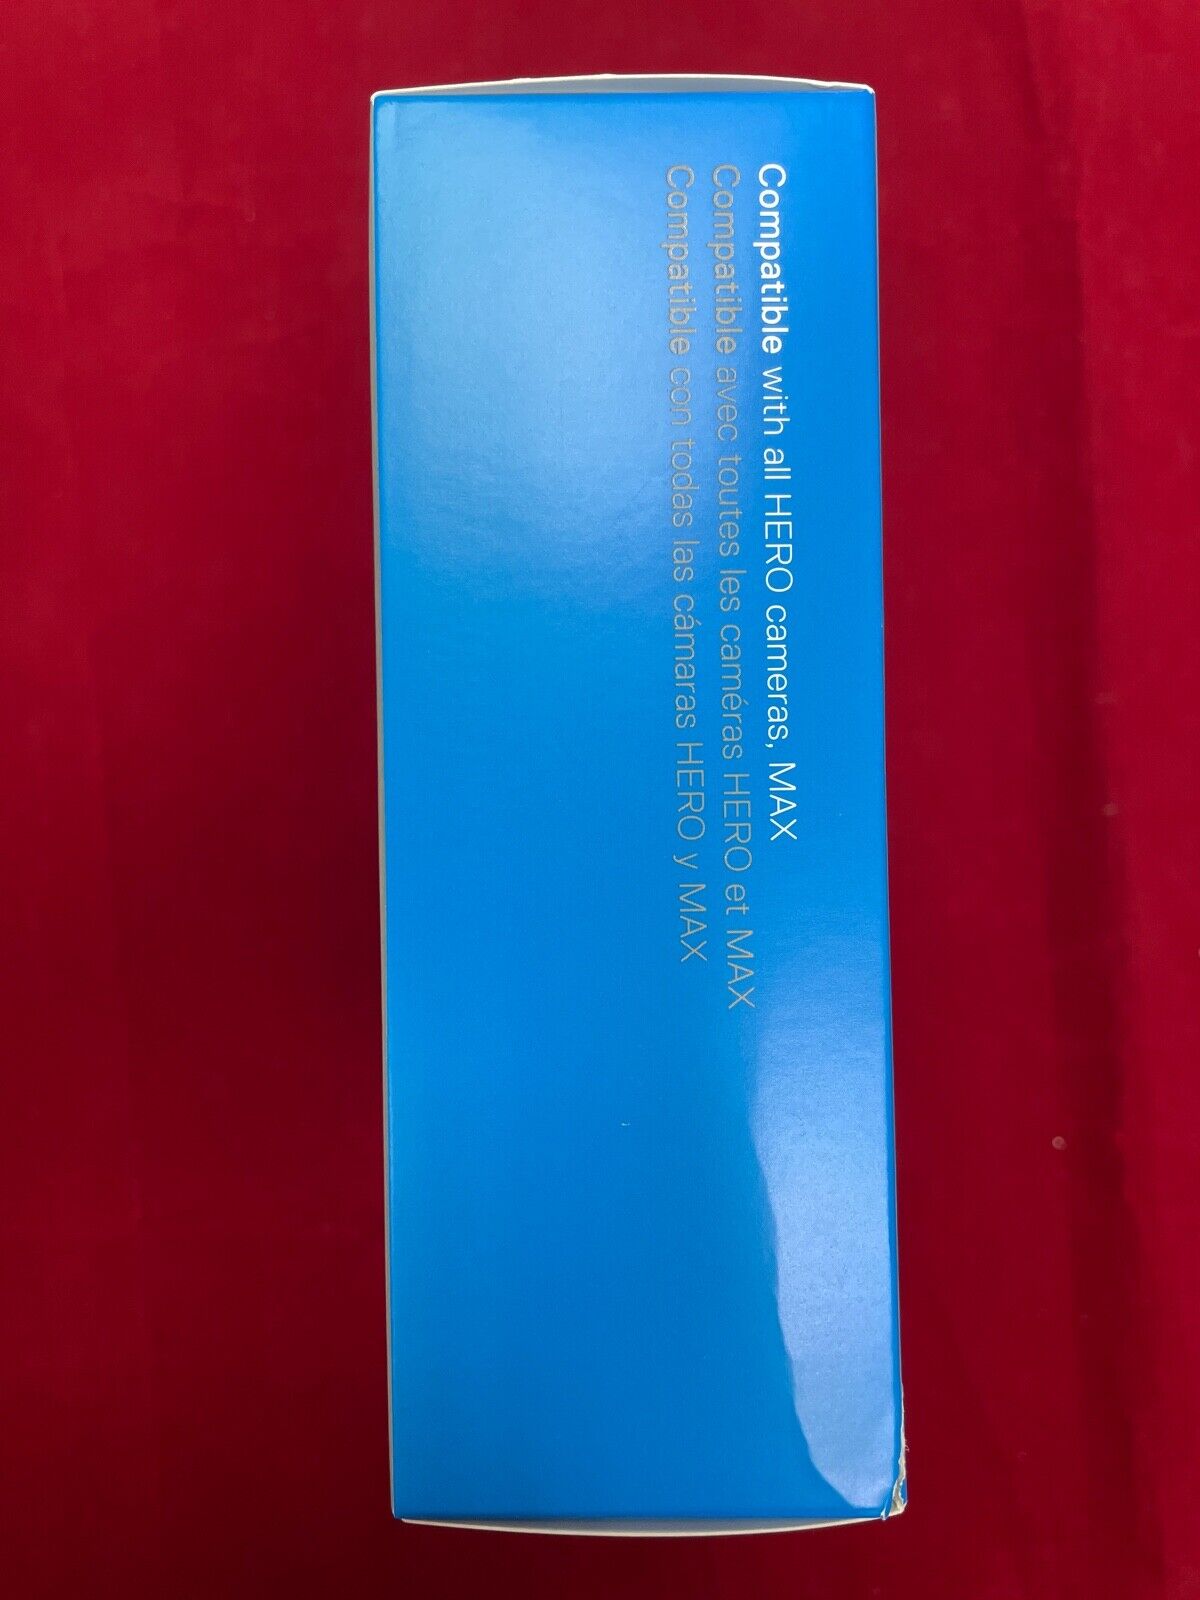 Compatible with all HERO cameras, MAX
Compatible avec toutes les caméras HERO et MAX
Compatible con todas las cámaras HERO y MAX